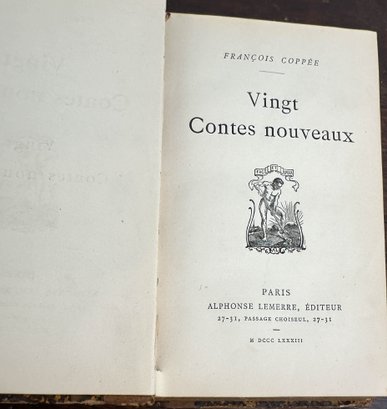 FRANÇOIS COPPÉE
Vingt
Contes nouveaux
PARIS
ALPHONSE LEMERRE, ÉDITEUR
27-31, PASSAGE CHOISEUL, 27-31
M DCCC LXXXIII